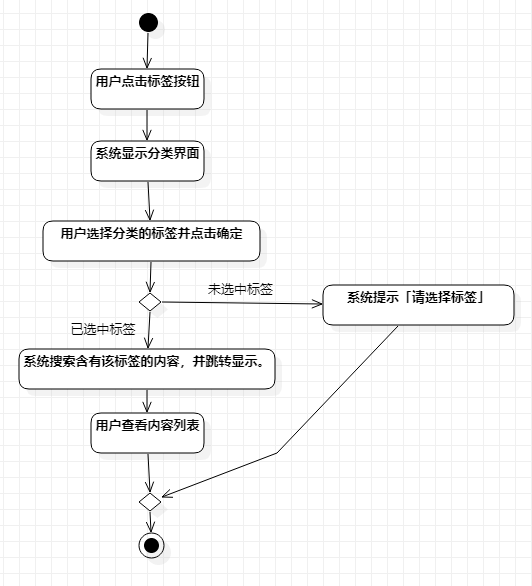 用户点击标签按钮
系统显示分类界面
用户选择分类的标签并点击确定
未选中标签
系统提示「请选择标签」
已选中标签
系统搜索含有该标签的内容，并跳转显示。
用户查看内容列表